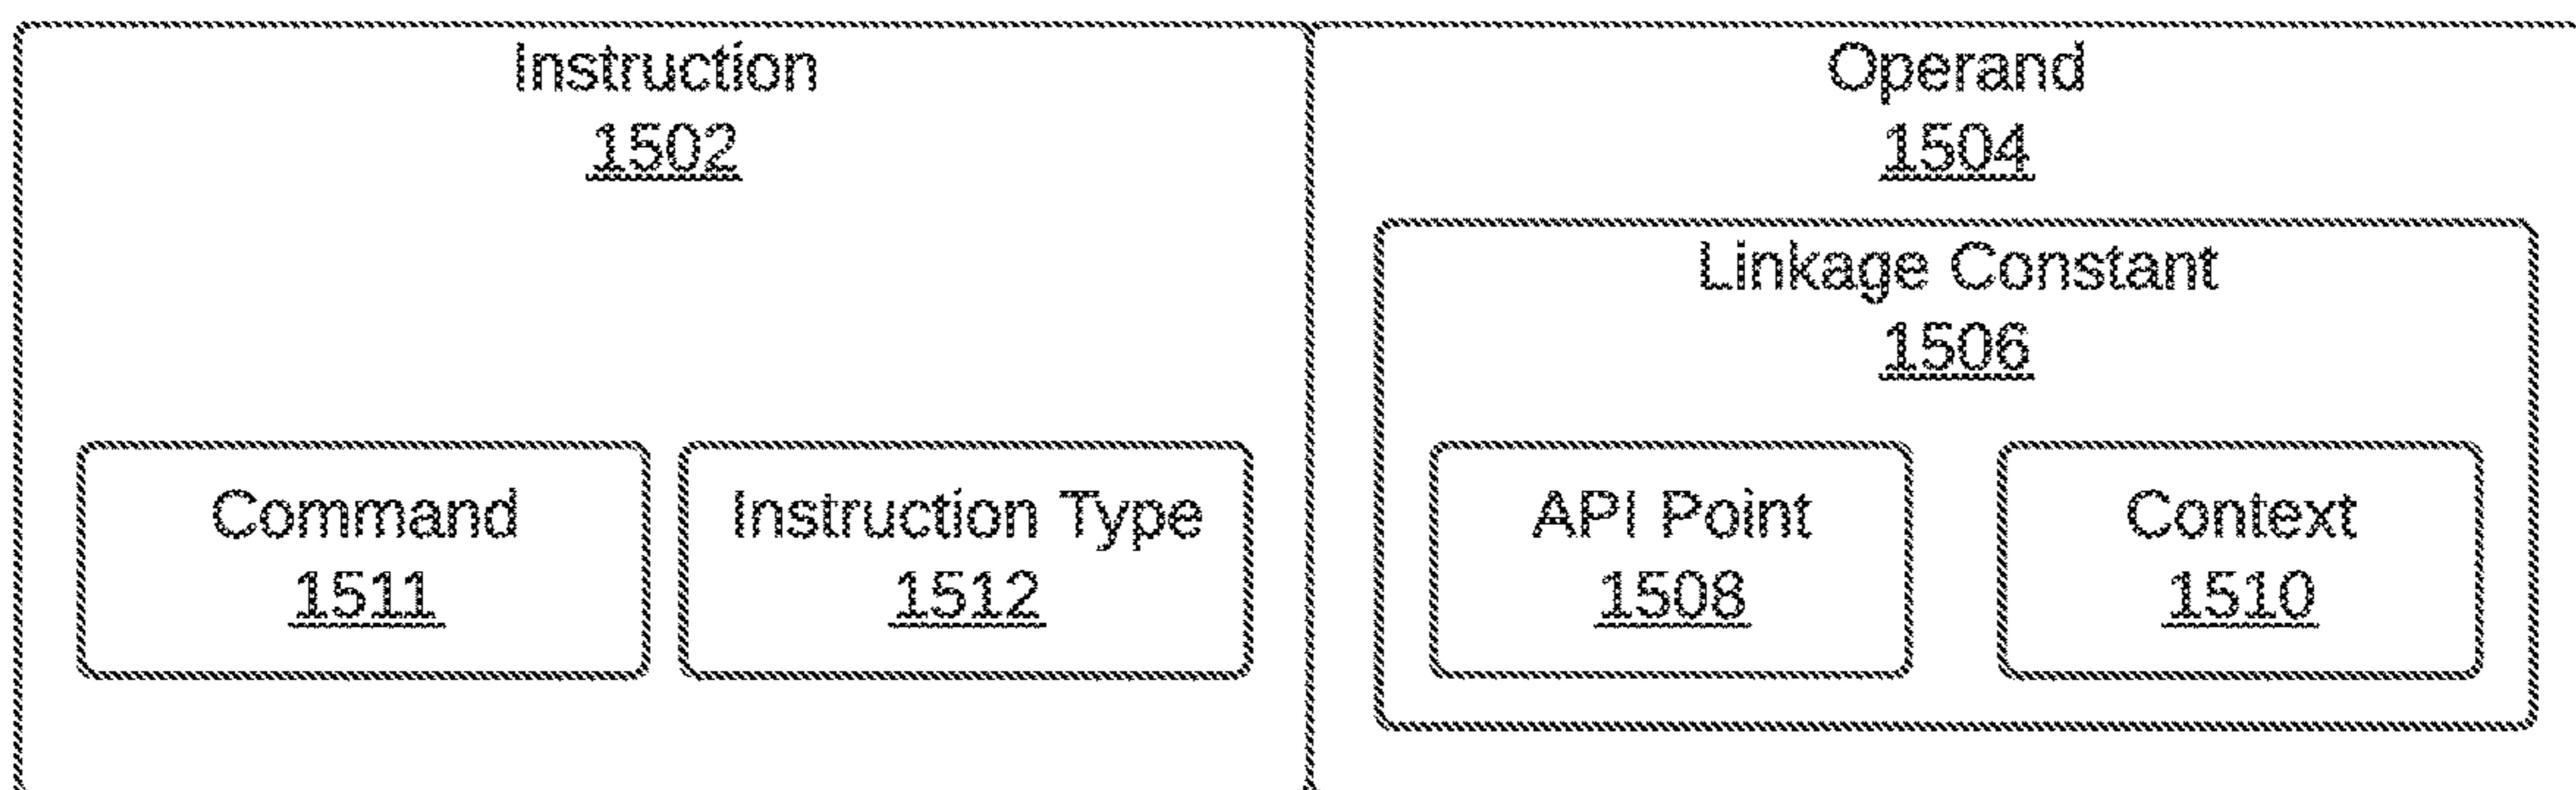 Instruction
1502
Operand
1504
Linkage Constant
1506
Command
1511
Instruction Type
1512
API Point
1508
Context
1510